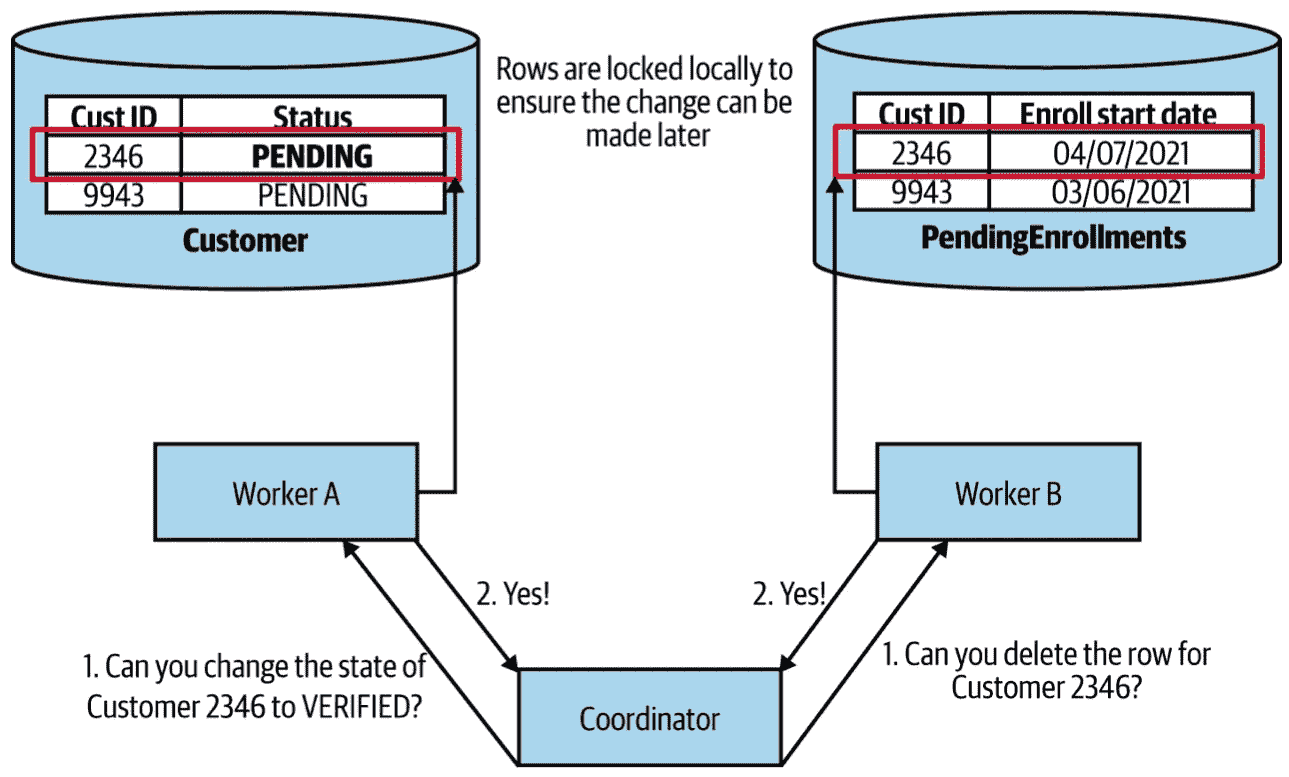 Rows are locked locally to
ensure the change can be
made later
Cust ID Status
2346 PENDING
9943 PENDING
Customer
Cust ID Enroll start date
2346 04/07/2021
9943 03/06/2021
PendingEnrollments
Worker A
Worker B
2. Yes!
2. Yes!
1. Can you change the state of
Customer 2346 to VERIFIED?
1. Can you delete the row for
Customer 2346?
Coordinator